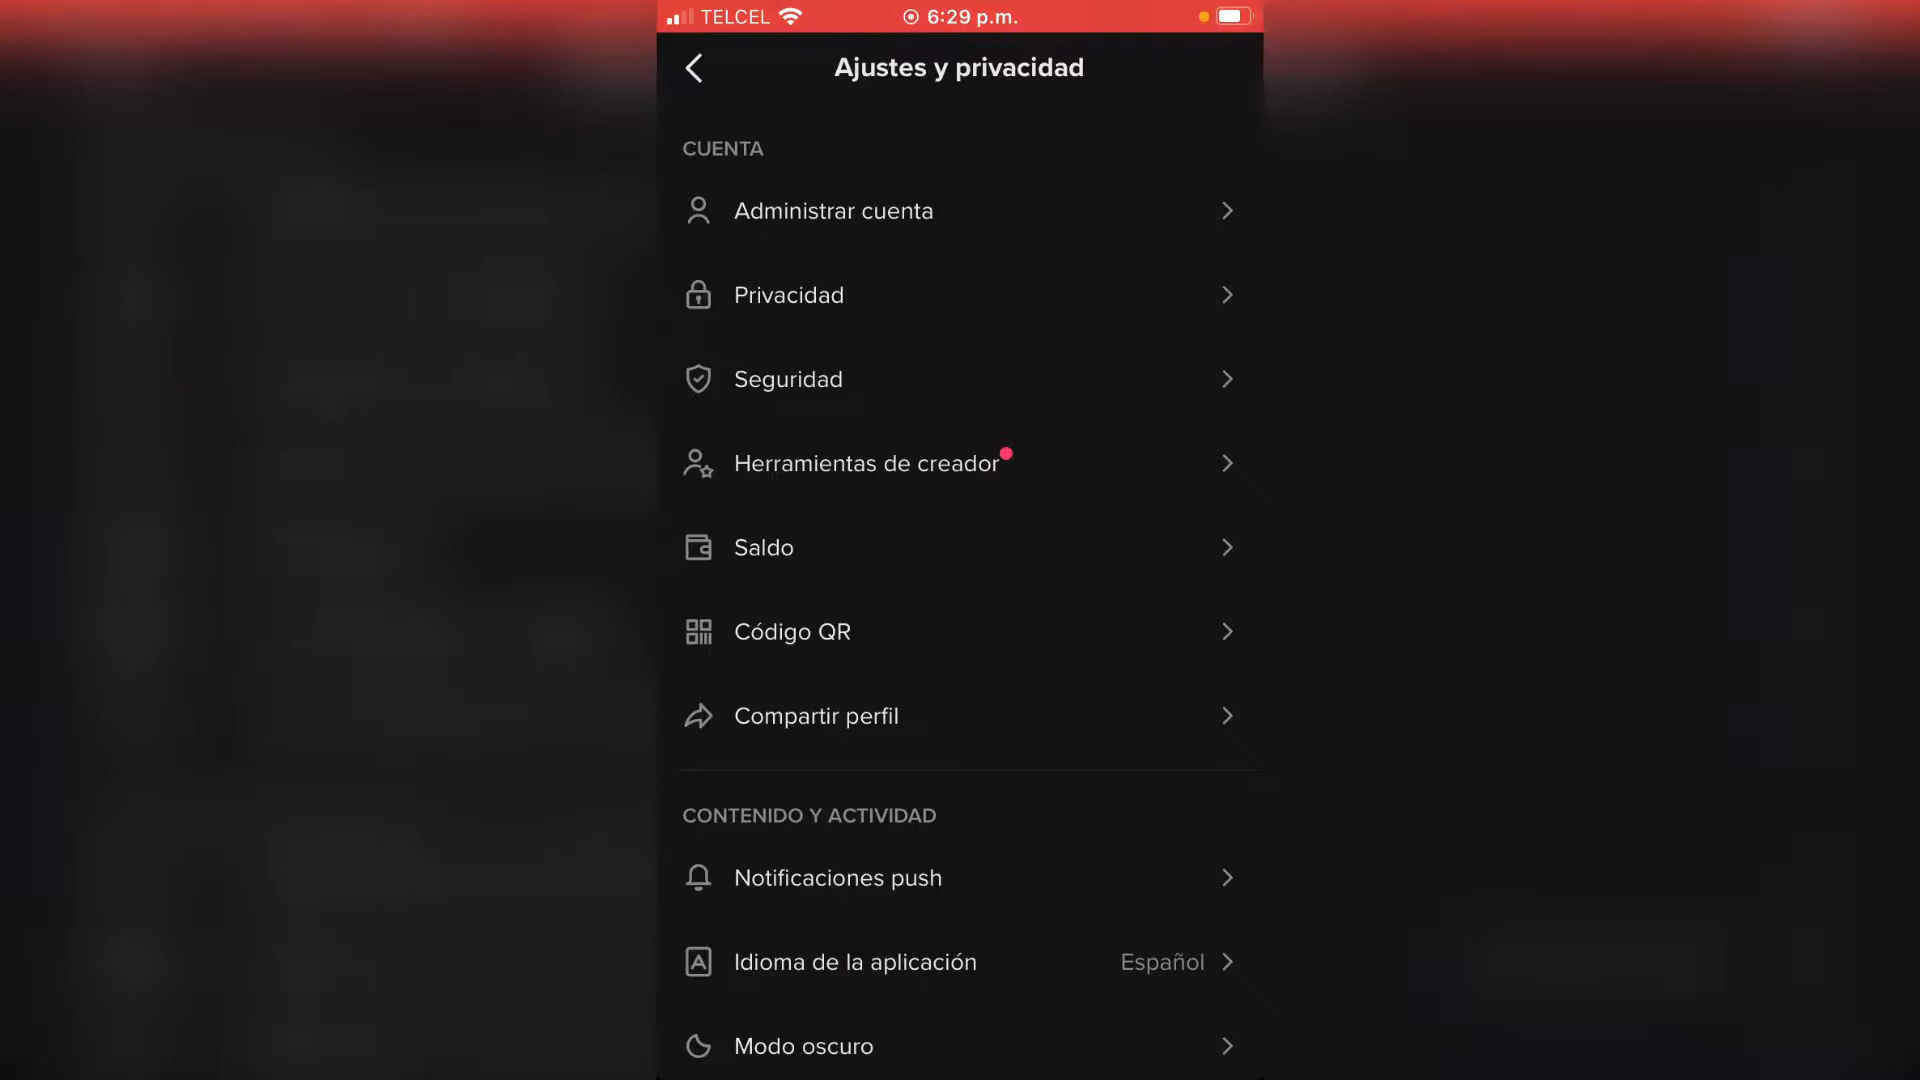 TELCEL 6:29 p.m.
Ajustes y privacidad
CUENTA
Administrar cuenta
Privacidad
Seguridad
Herramientas de creador
Saldo
Código QR
Compartir perfil
CONTENIDO Y ACTIVIDAD
Notificaciones push
Idioma de la aplicación Español
Modo oscuro